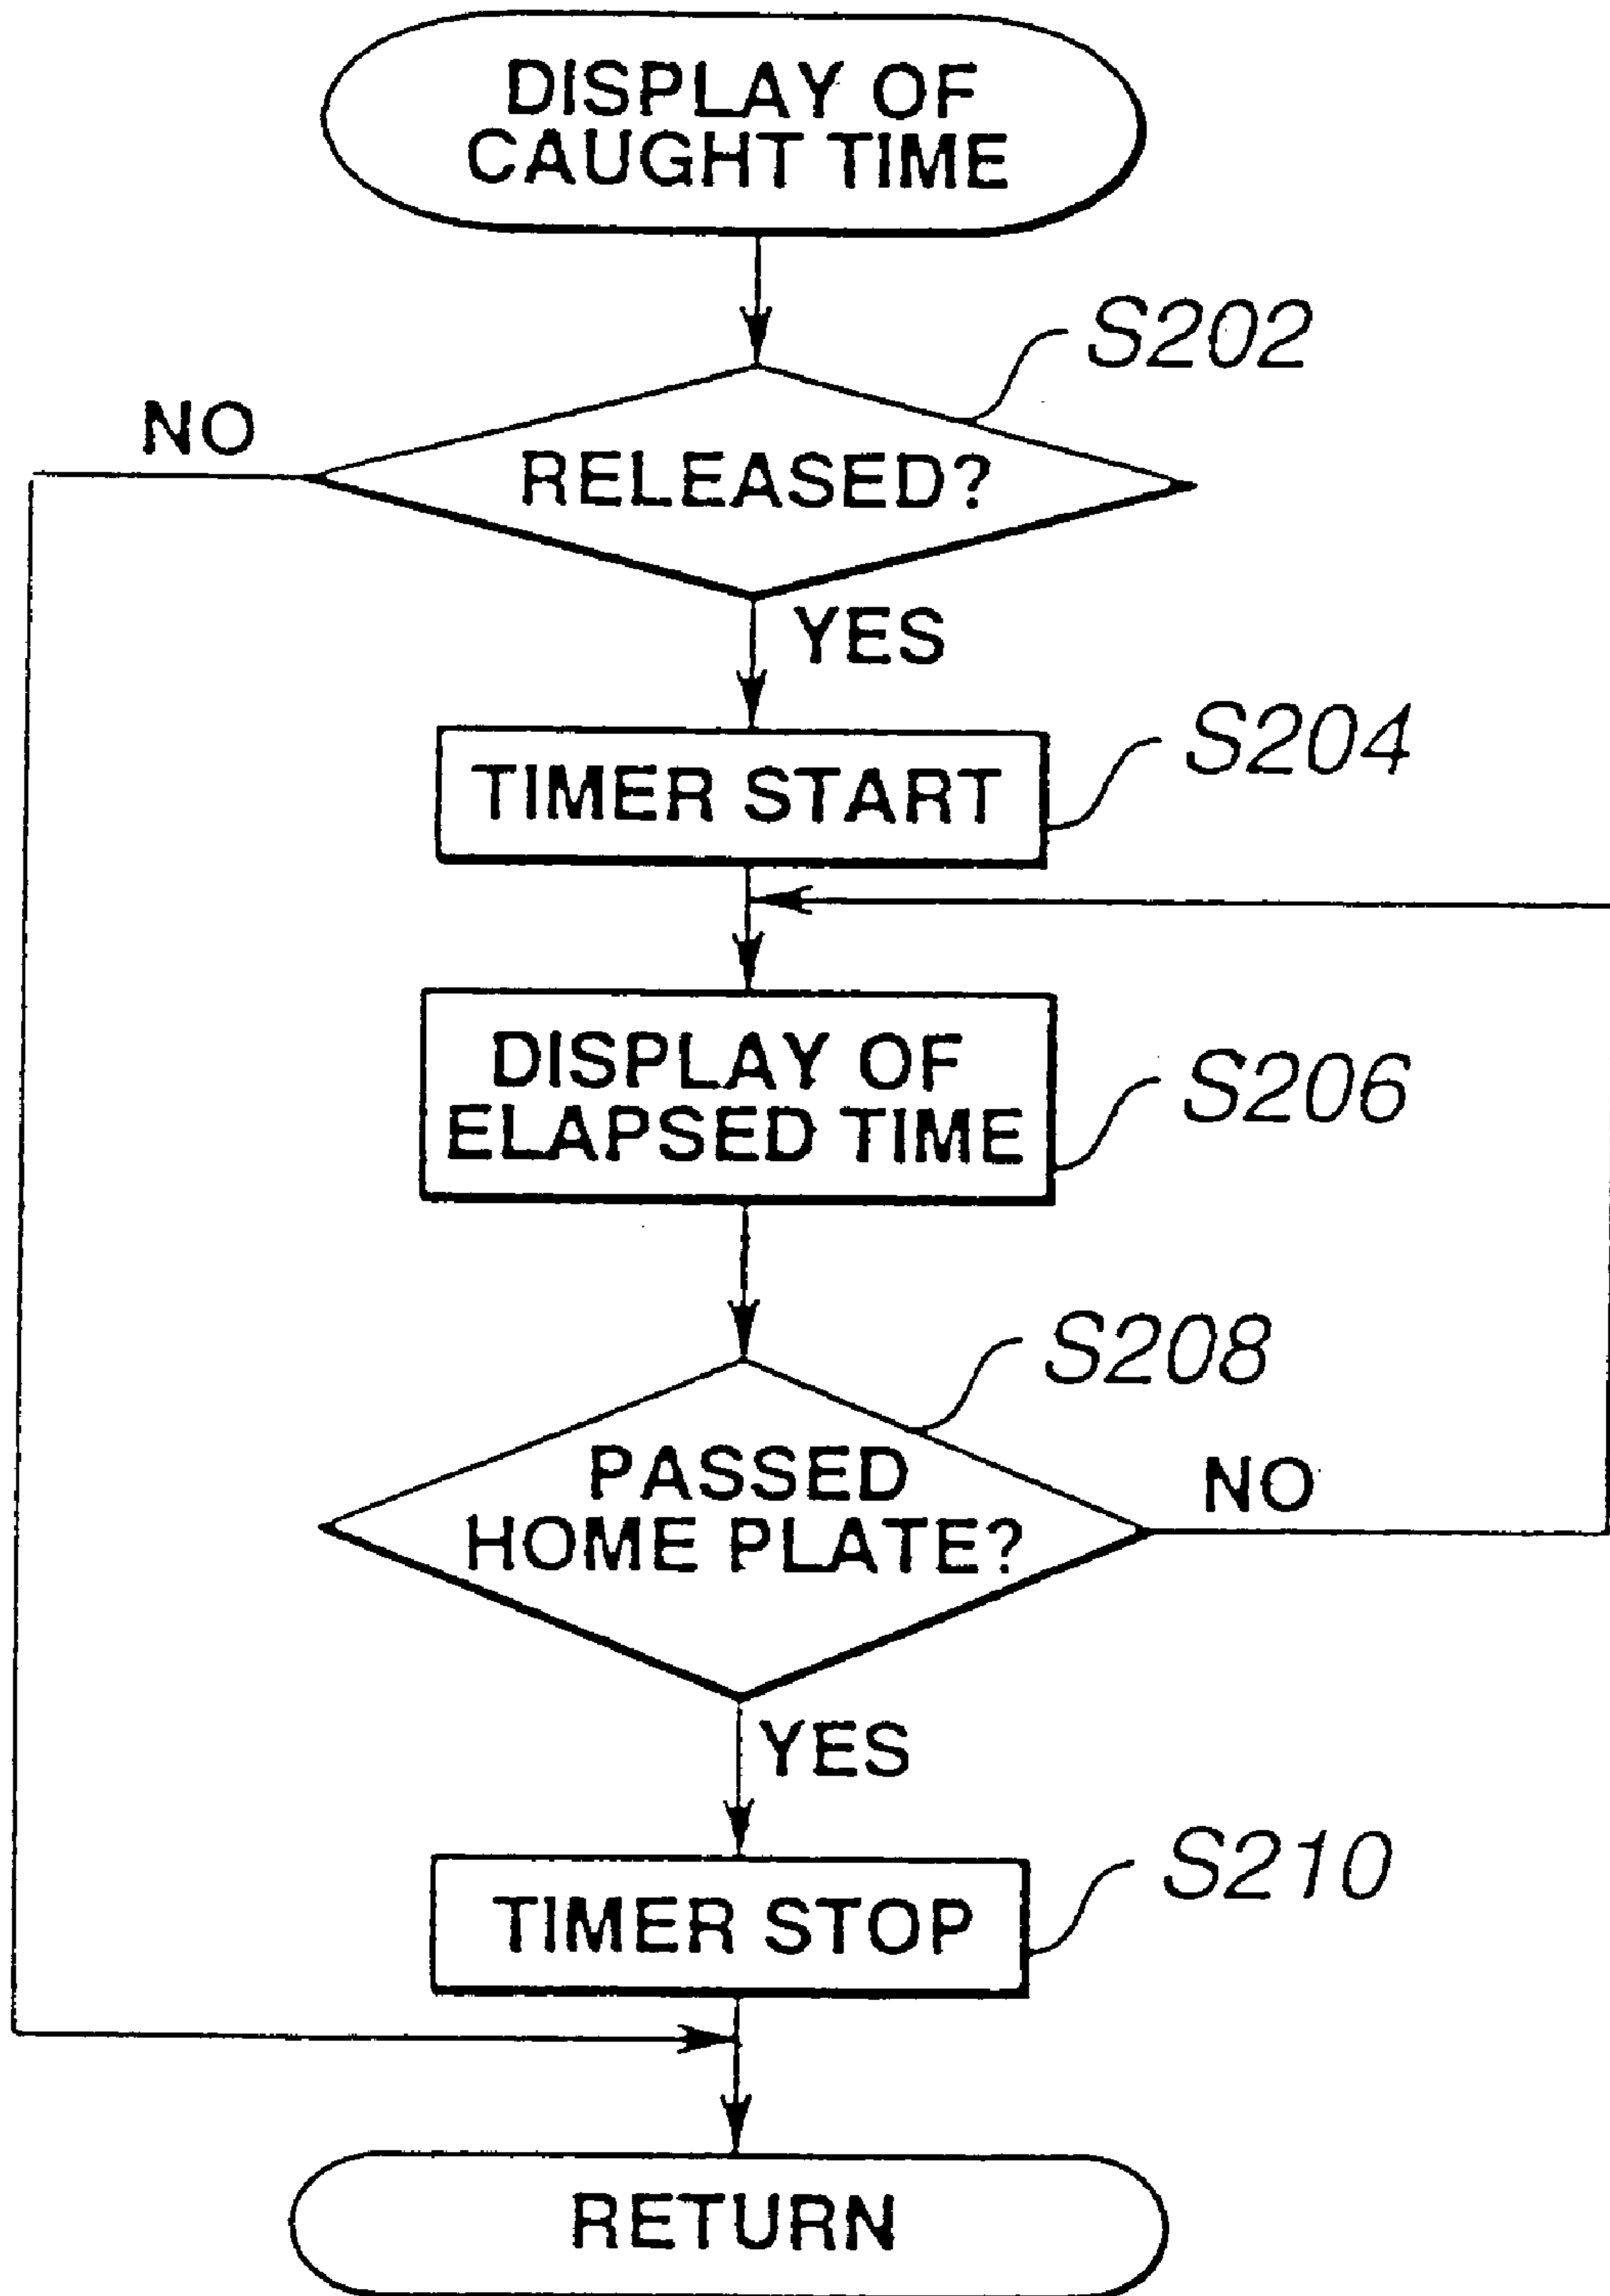 DISPLAY OF
CAUGHT TIME
S202
NO
RELEASED?
YES
S204
TIMER START
DISPLAY OF
ELAPSED TIME
S206
S208
PASSED
HOME PLATE?
NO
YES
S210
TIMER STOP
RETURN